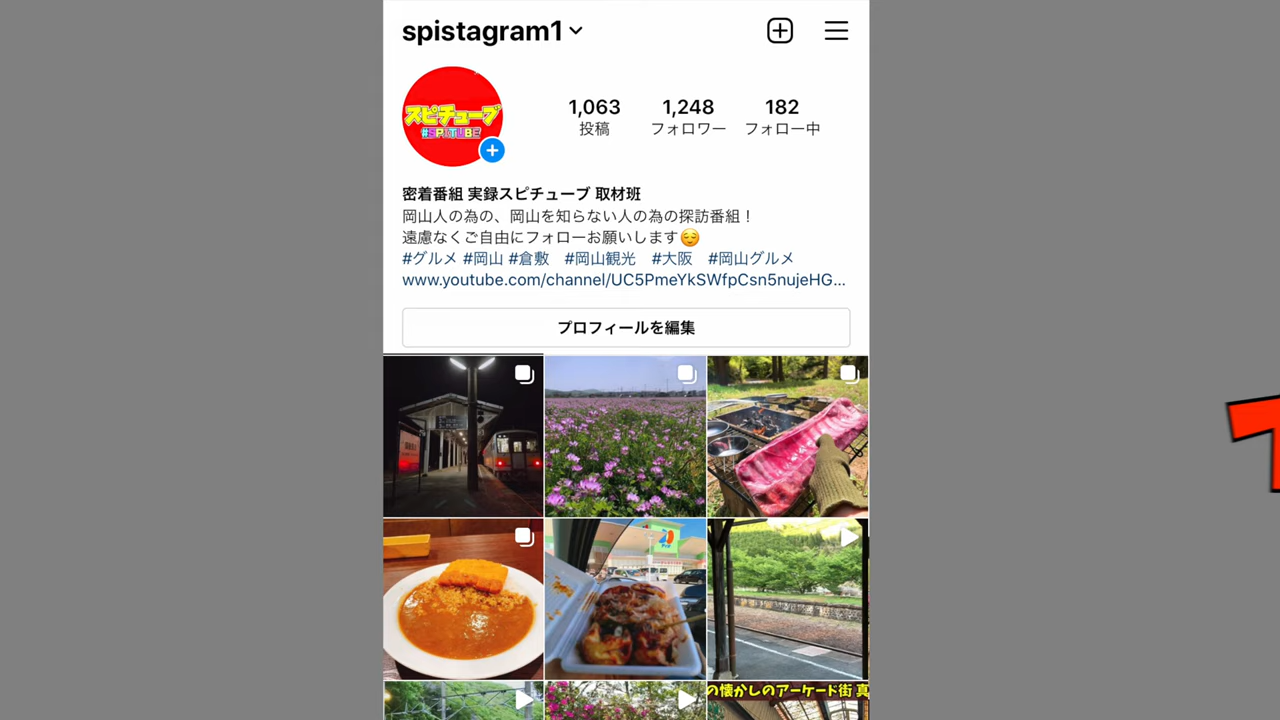 spistagram1
スピチューブ
#SPITUBE
1,063
投稿
1,248
フォロワー
182
フォロー中
密着番組 実録スピチューブ 取材班
岡山人の為の、岡山を知らない人の為の探訪番組！
遠慮なくご自由にフォローお願いします😌
#グルメ #岡山 #倉敷　#岡山観光　#大阪　#岡山グルメ
www.youtube.com/channel/UC5PmeYkSWfpCsn5nujeHG...
プロフィールを編集
の懐かしのアーケード街 真